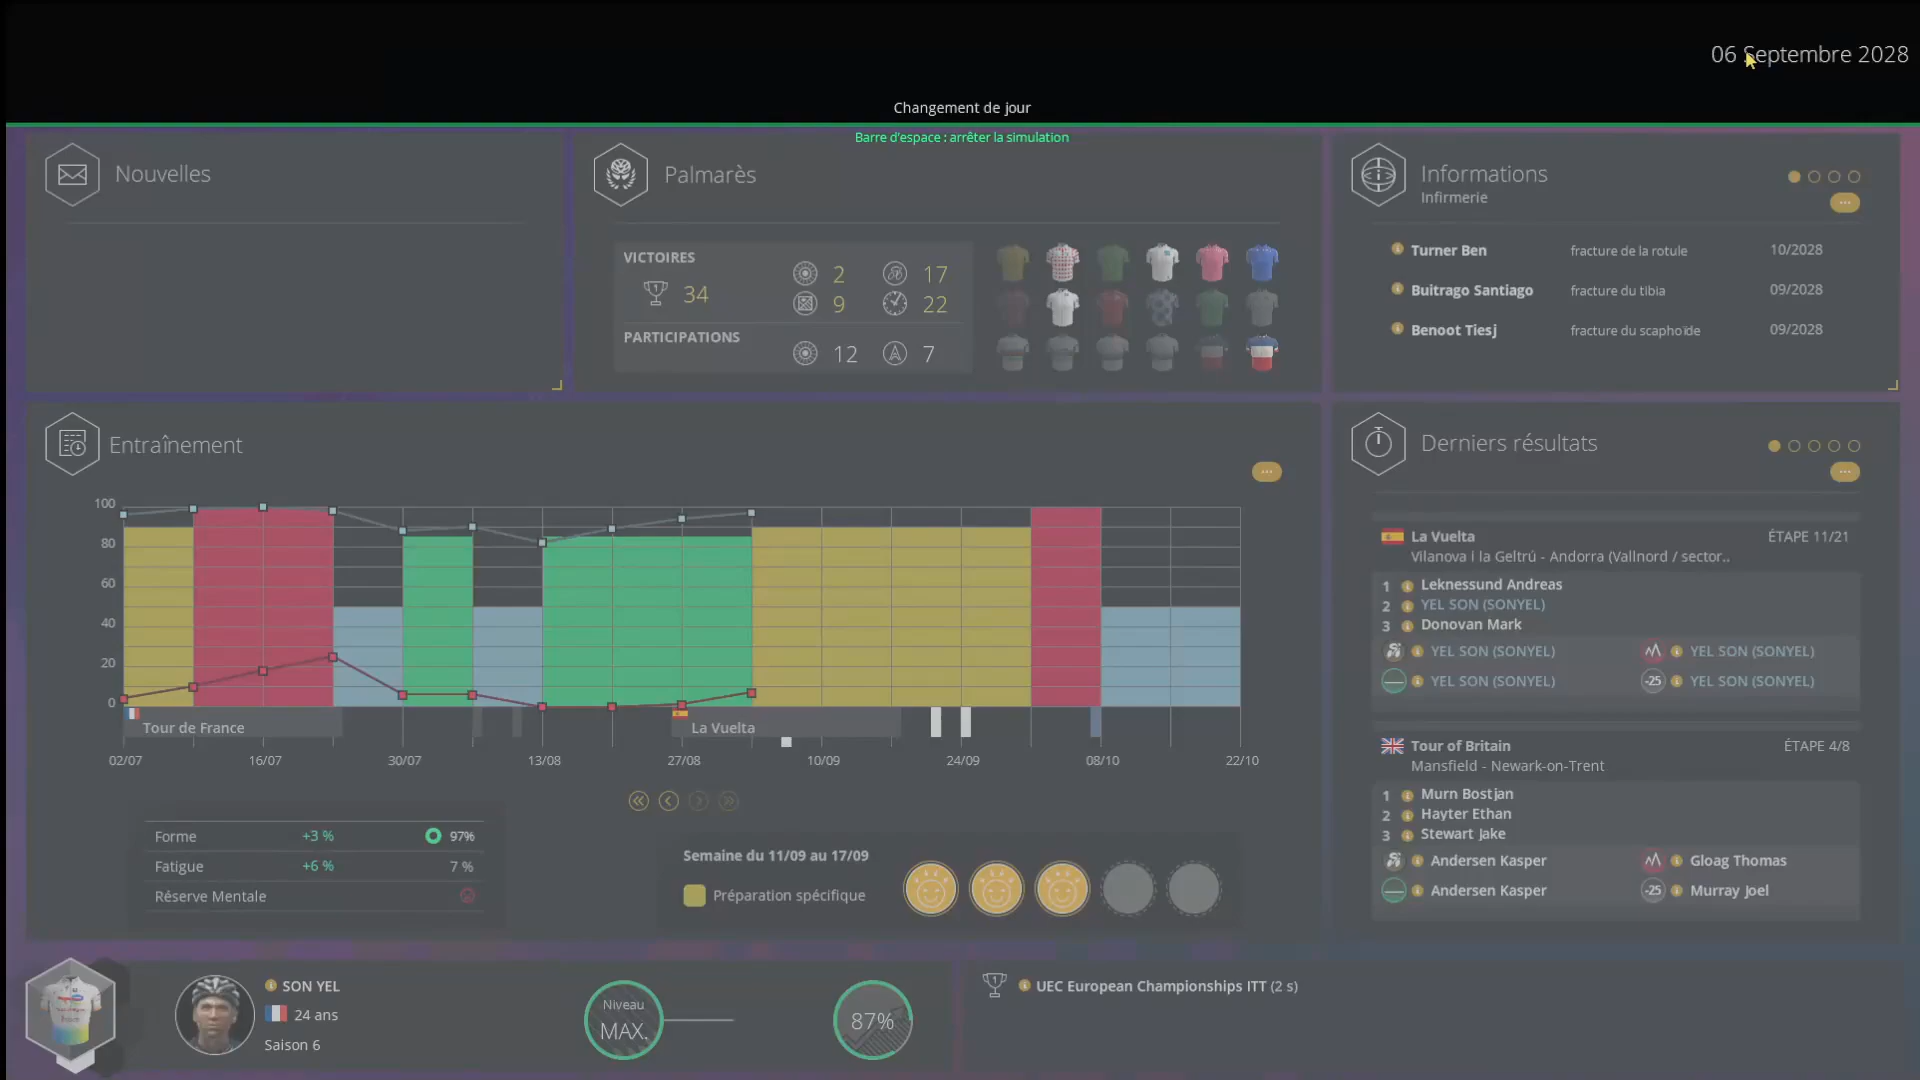 06 Septembre 2028
Changement de jour
Barre d'espace : arrêter la simulation
Nouvelles
Palmarès
VICTOIRES
34
2
17
9
22
PARTICIPATIONS
12
7
Informations
Infirmerie
Turner Ben fracture de la rotule 10/2028
Buitrago Santiago fracture du tibia 09/2028
Benoot Tiesj fracture du scaphoïde 09/2028
Entraînement
100
80
60
40
20
0
Tour de France
La Vuelta
02/07 16/07 30/07 13/08 27/08 10/09 24/09 08/10 22/10
Forme +3 % 97%
Fatigue +6 % 7 %
Réserve Mentale
Semaine du 11/09 au 17/09
Préparation spécifique
Derniers résultats
La Vuelta ÉTAPE 11/21
Vilanova i la Geltrú - Andorra (Vallnord / sector..
1 Leknessund Andreas
2 YEL SON (SONYEL)
3 Donovan Mark
YEL SON (SONYEL) YEL SON (SONYEL)
YEL SON (SONYEL) -25 YEL SON (SONYEL)
Tour of Britain ÉTAPE 4/8
Mansfield - Newark-on-Trent
1 Murn Bostjan
2 Hayter Ethan
3 Stewart Jake
Andersen Kasper Gloag Thomas
Andersen Kasper -25 Murray Joel
SON YEL
24 ans
Saison 6
Niveau
MAX.
87%
UEC European Championships ITT (2 s)